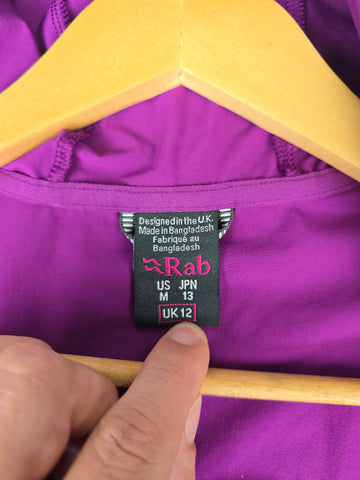 Designed in the U.K.
Made in Bangladesh
Fabriqué au
Bangladesh
Rab
US JPN
M 13
UK 12